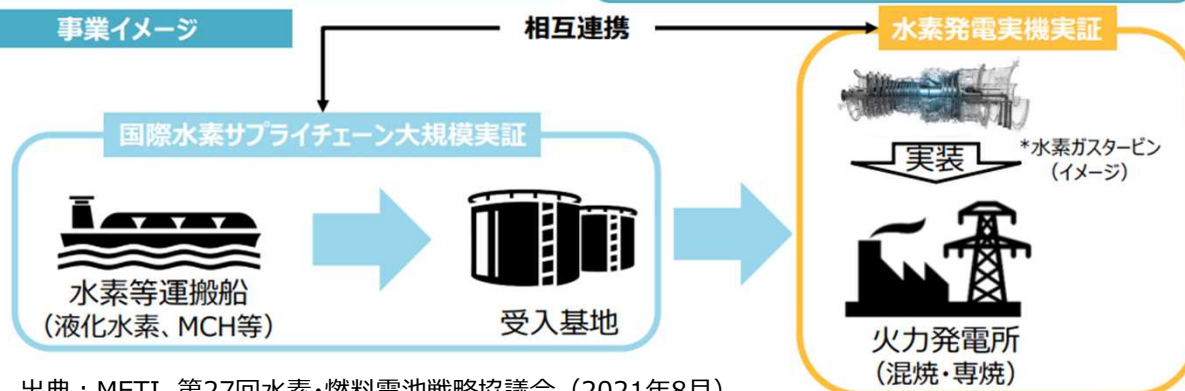 事業イメージ
相互連携
水素発電実機実証
国際水素サプライチェーン大規模実証
実装
*水素ガスタービン
(イメージ)
水素等運搬船
(液化水素、MCH等)
受入基地
火力発電所
(混焼・専焼)
出典:METI 第27回水素・燃料電池戦略協議会(2021年8月)